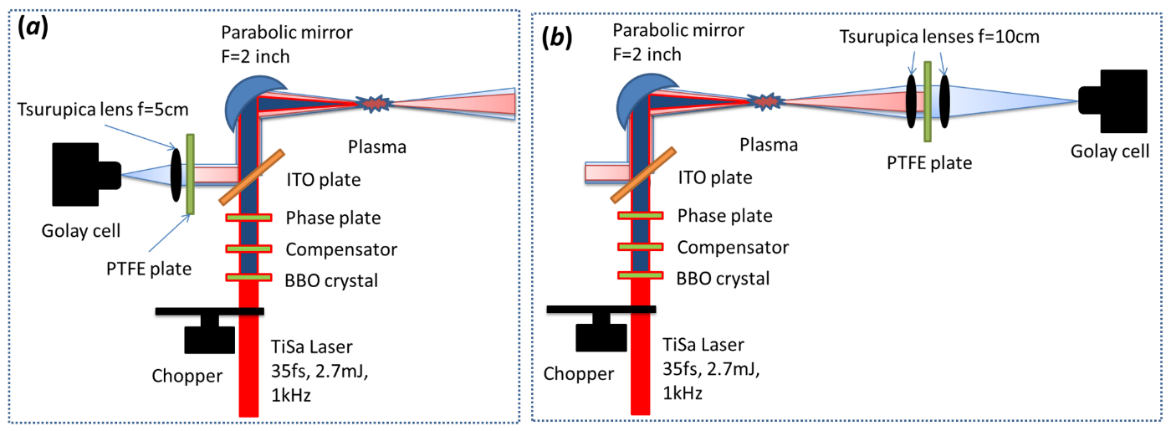 (a)
Parabolic mirror
F=2 inch
Tsurupica lens f=5cm
Plasma
ITO plate
Golay cell
Phase plate
PTFE plate
Compensator
BBO crystal
Chopper
TiSa Laser
35fs, 2.7mJ,
1kHz
(b)
Parabolic mirror
F=2 inch
Tsurupica lenses f=10cm
Plasma
PTFE plate
Golay cell
ITO plate
Phase plate
Compensator
BBO crystal
Chopper
TiSa Laser
35fs, 2.7mJ,
1kHz